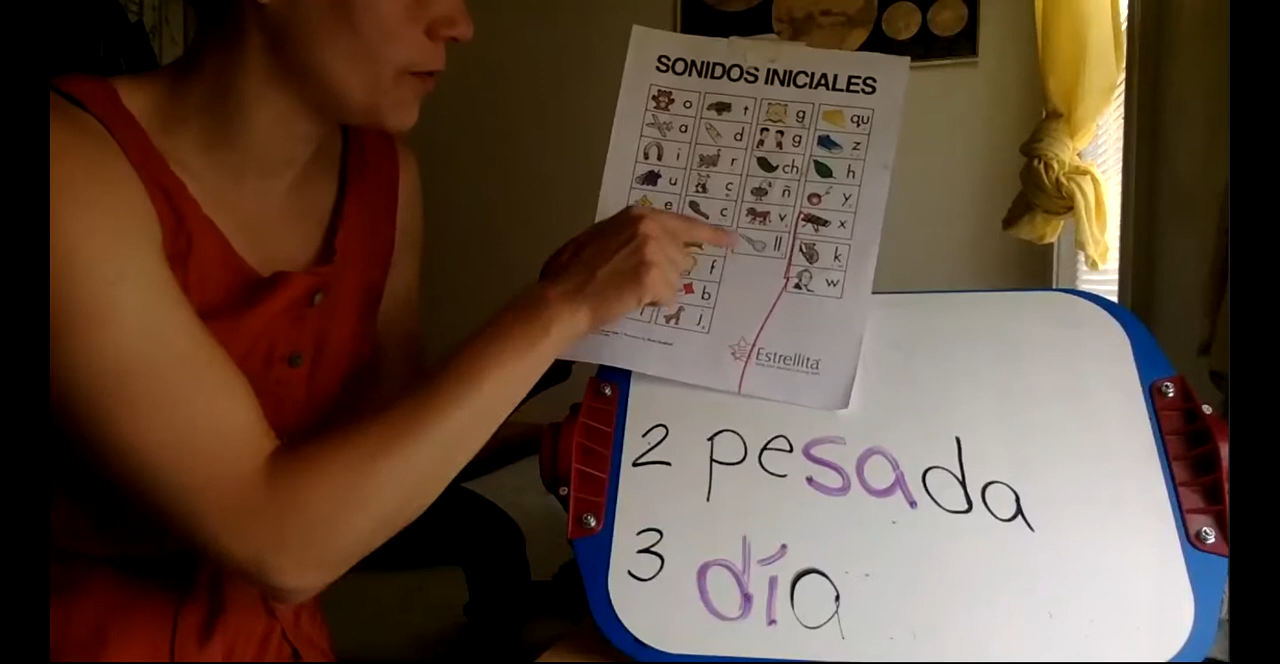 SONIDOS INICIALES
o t g qu
a d g z
i r ch h
u c ñ y
e c v x
ll k
f w
b
j
Estrellita
2 pesada
3 día